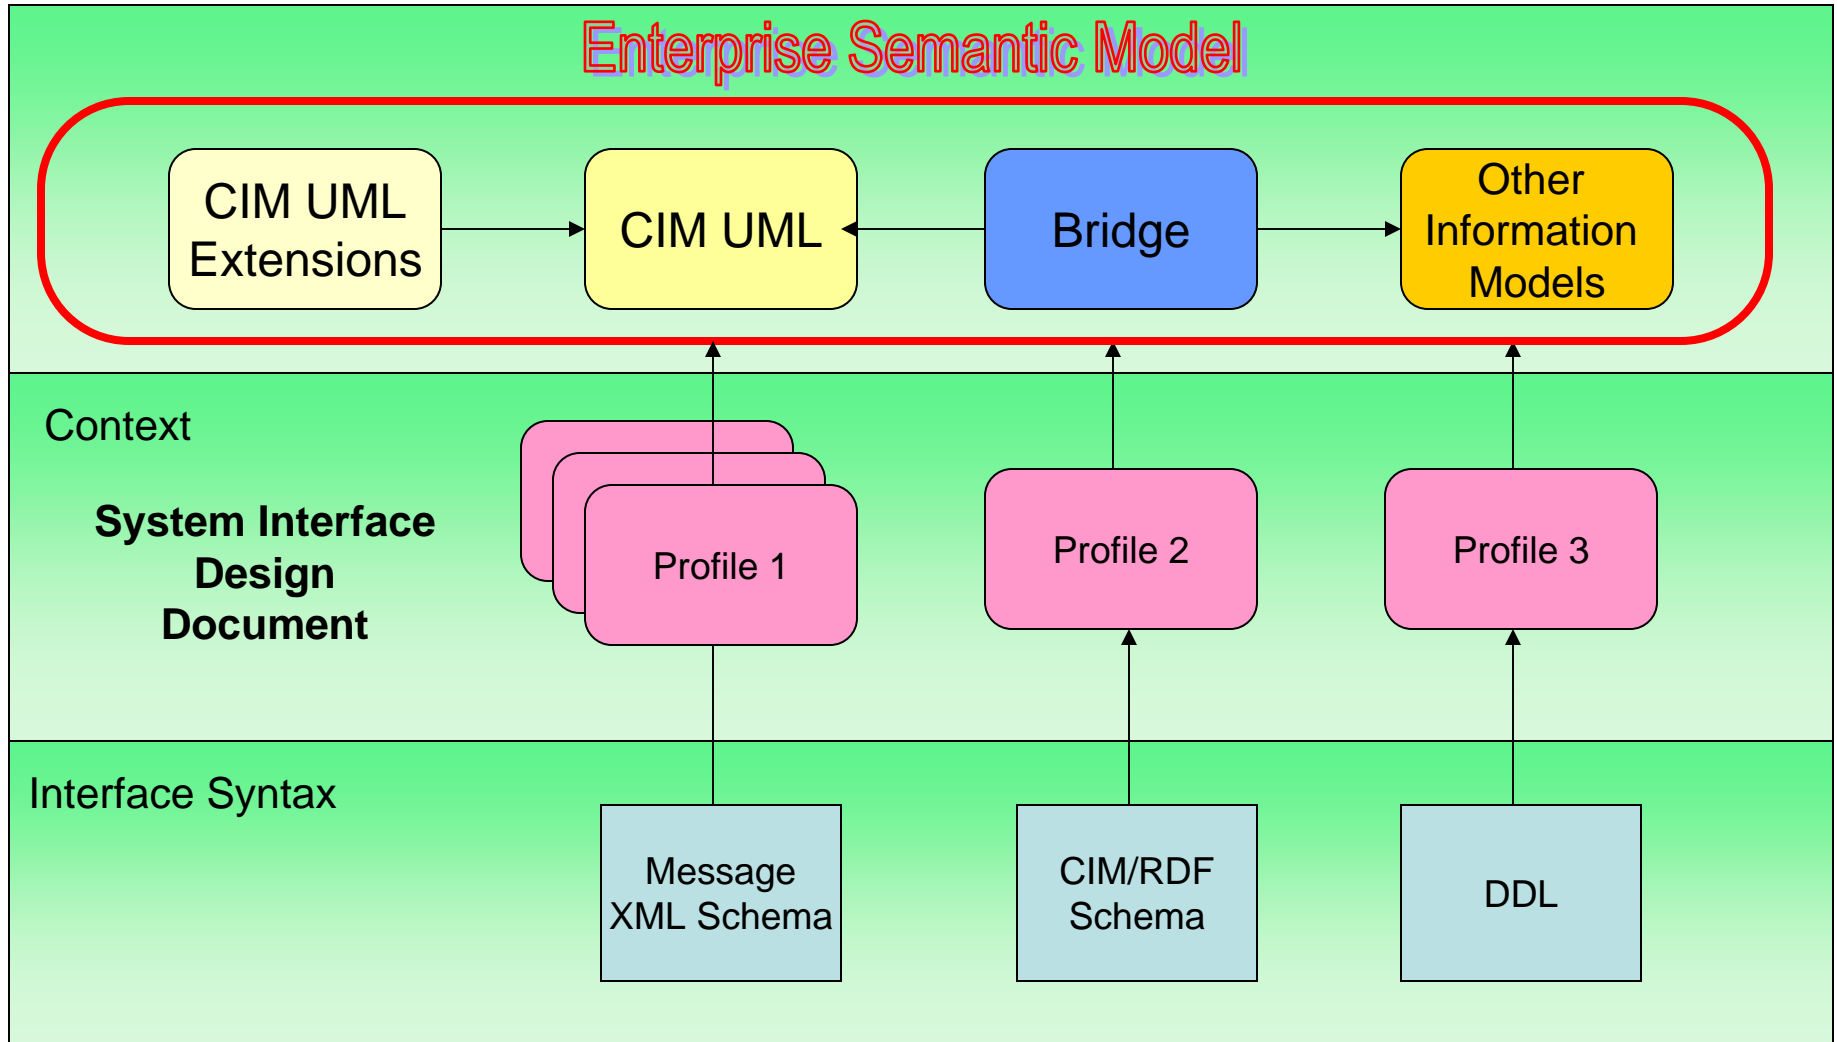 Enterprise Semantic Model
CIM UML
Extensions
CIM UML
Bridge
Other
Information
Models
Context
System Interface
Design
Document
Profile 1
Profile 2
Profile 3
Interface Syntax
Message
XML Schema
CIM/RDF
Schema
DDL